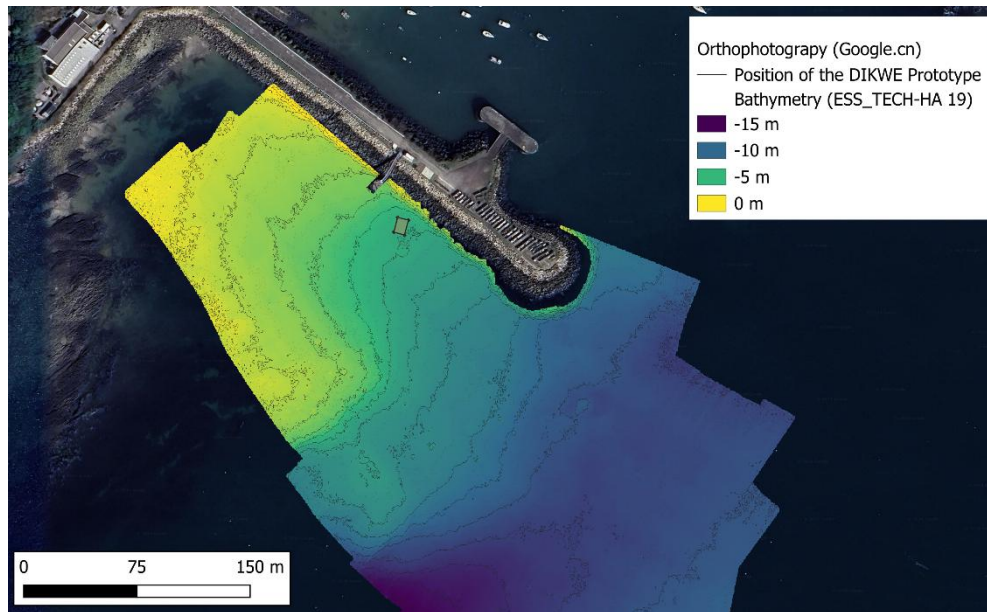 Orthophotograpy (Google.cn)
Position of the DIKWE Prototype
Bathymetry (ESS_TECH-HA 19)
-15 m
-10 m
-5 m
0 m
0 75 150 m